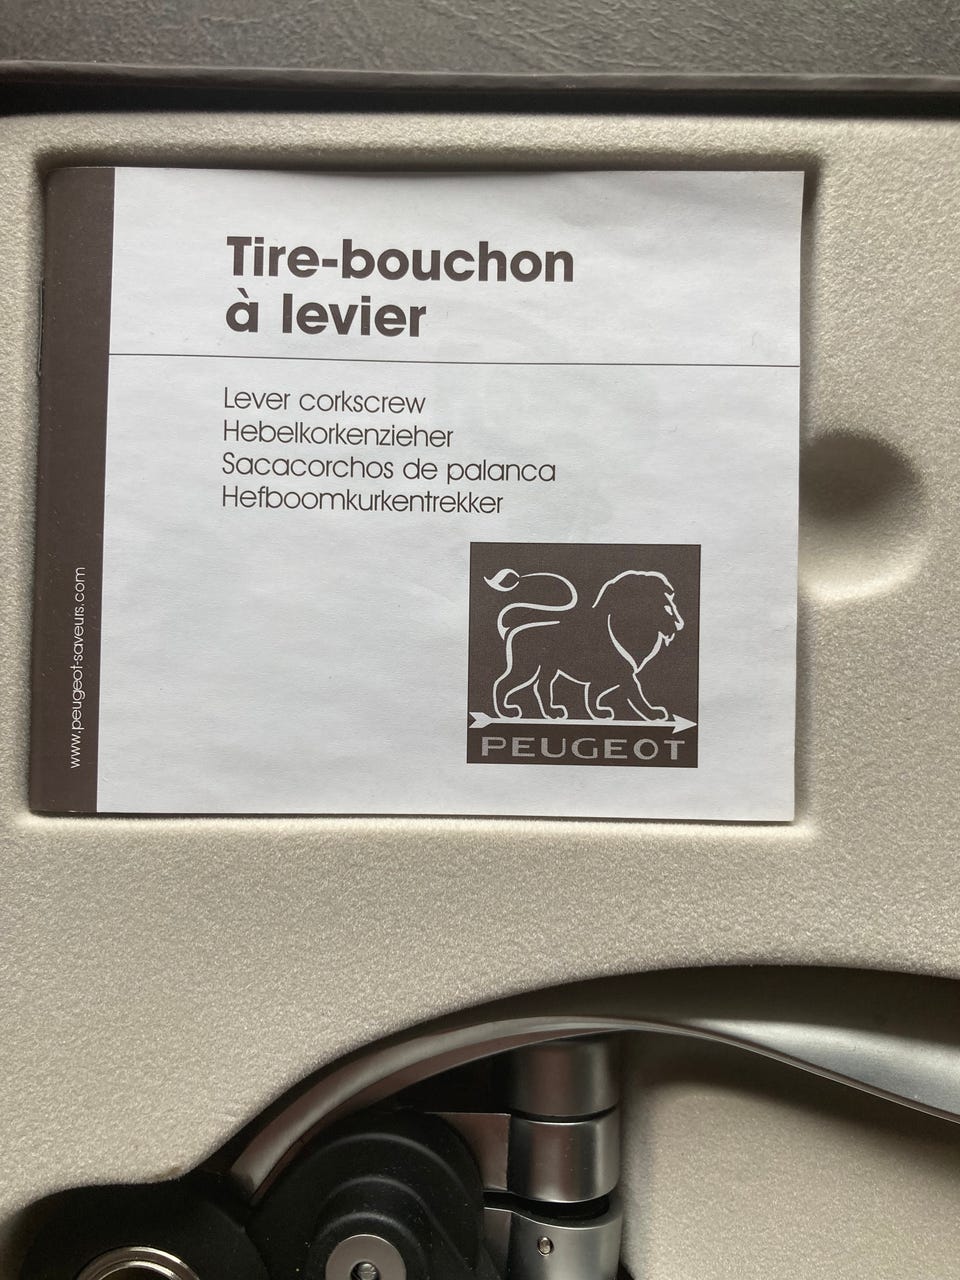 Tire-bouchon
à levier
Lever corkscrew
Hebelkorkenzieher
Sacacorchos de palanca
Hefboomkurkentrekker
www.peugeot-saveurs.com
PEUGEOT